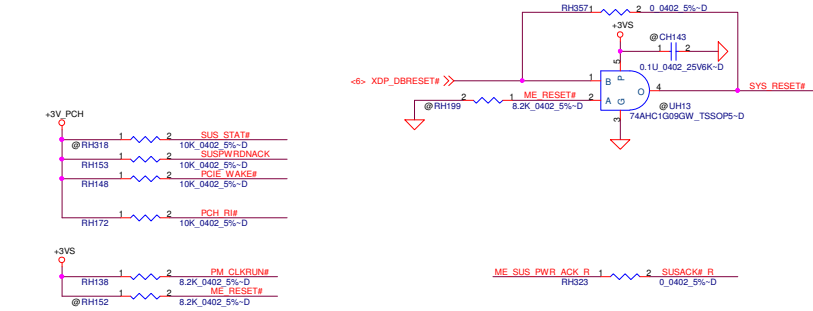 RH357 1 2 0_0402_5%~D
+3VS
@CH143
1 2
0.1U_0402_25V6K~D
5
<6> XDP_DBRESET# 1 B P
O 4 SYS_RESET#
@RH199 2 1 ME_RESET# 2 A G
8.2K_0402_5%~D
@UH13
74AHC1G09GW_TSSOP5~D
3
+3V_PCH
@RH318 1 2 SUS_STAT#
10K_0402_5%~D
RH153 1 2 SUSPWRDNACK
10K_0402_5%~D
RH148 1 2 PCIE_WAKE#
10K_0402_5%~D
RH172 1 2 PCH_RI#
10K_0402_5%~D
+3VS
RH138 1 2 PM_CLKRUN#
8.2K_0402_5%~D
@RH152 1 2 ME_RESET#
8.2K_0402_5%~D
ME_SUS_PWR_ACK_R 1 2 SUSACK#_R
RH323 0_0402_5%~D